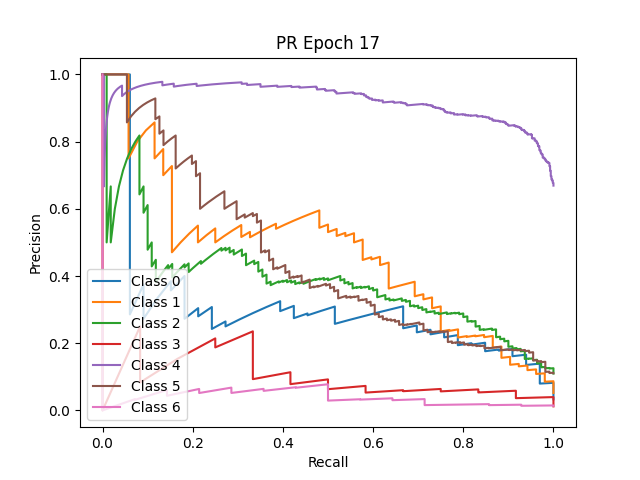 PR Epoch 17
1.0
0.8
0.6
0.4
0.2
0.0
Precision
Class 0
Class 1
Class 2
Class 3
Class 4
Class 5
Class 6
0.0 0.2 0.4 0.6 0.8 1.0
Recall